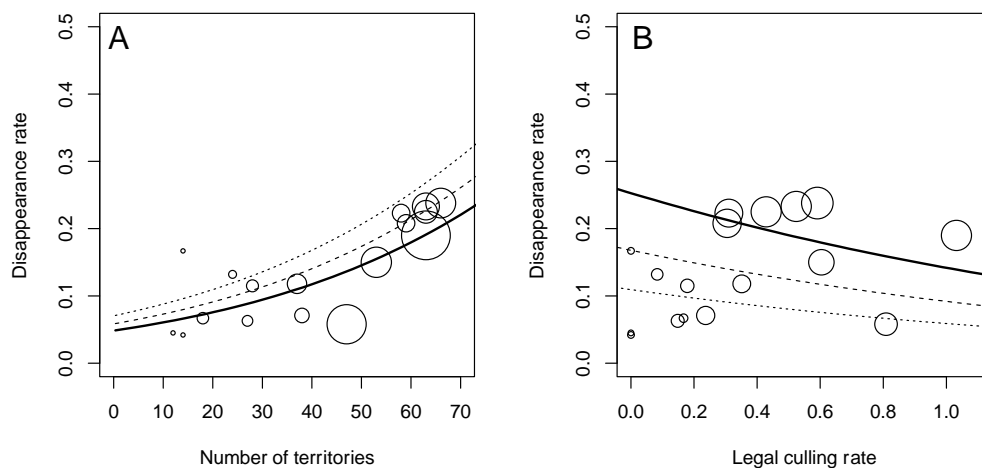 A
Disappearance rate
0.5
0.4
0.3
0.2
0.1
0.0
0 10 20 30 40 50 60 70
Number of territories
B
Disappearance rate
0.5
0.4
0.3
0.2
0.1
0.0
0.0 0.2 0.4 0.6 0.8 1.0
Legal culling rate